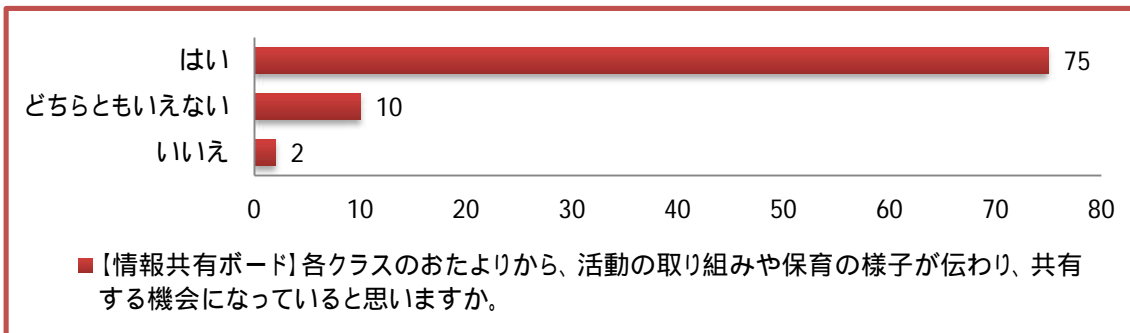 はい 75
どちらともいえない 10
いいえ 2
0 10 20 30 40 50 60 70 80
【情報共有ボード】各クラスのおたよりから、活動の取り組みや保育の様子が伝わり、共有
する機会になっていると思いますか。